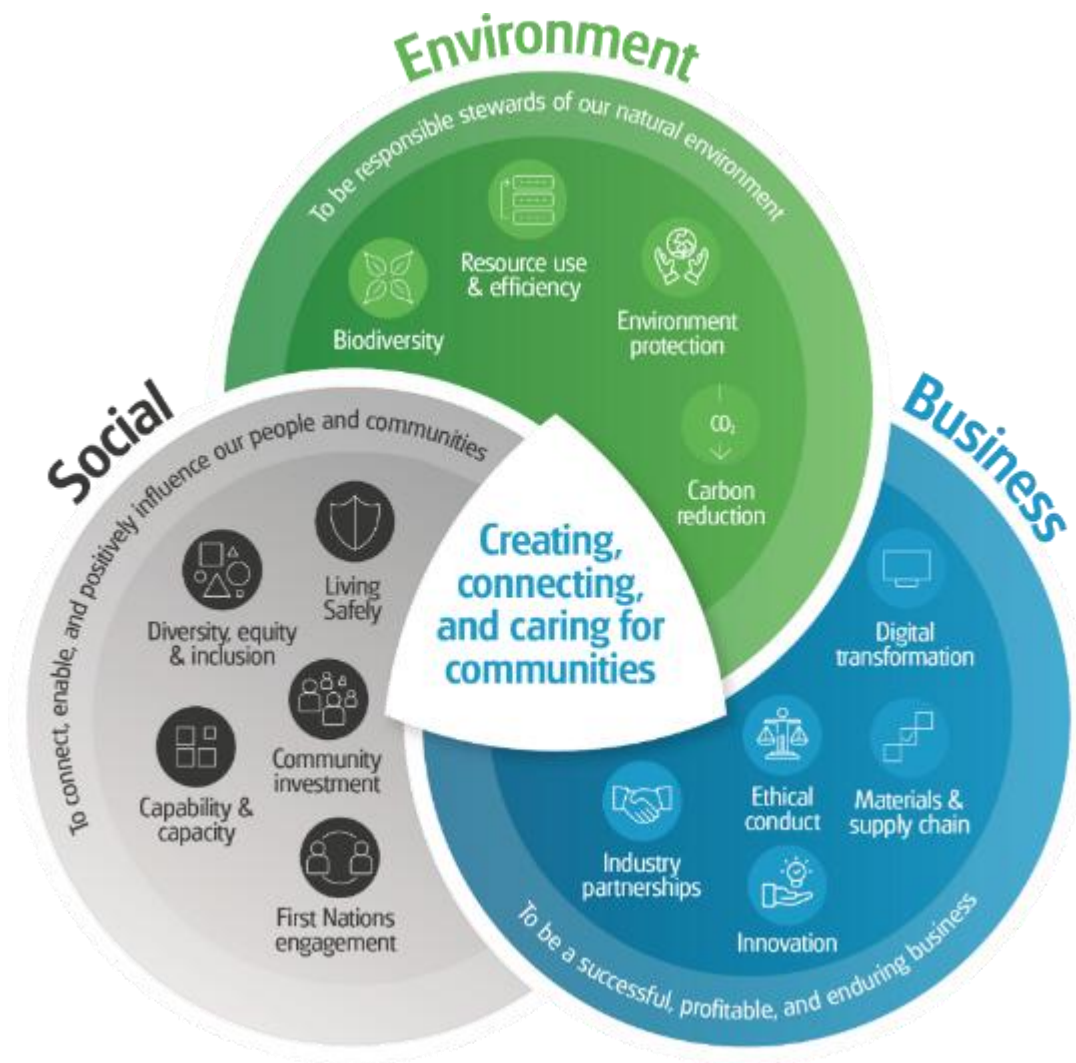 Environment
To be responsible stewards of our natural environment
Biodiversity
Resource use
& efficiency
Environment
protection
CO₂
Carbon
reduction
Social
To connect, enable, and positively influence our people and communities
Living
Safely
Diversity, equity
& inclusion
Community
investment
Capability &
capacity
First Nations
engagement
Creating,
connecting,
and caring for
communities
Business
Digital
transformation
Ethical
conduct
Materials &
supply chain
Industry
partnerships
Innovation
To be a successful, profitable, and enduring business